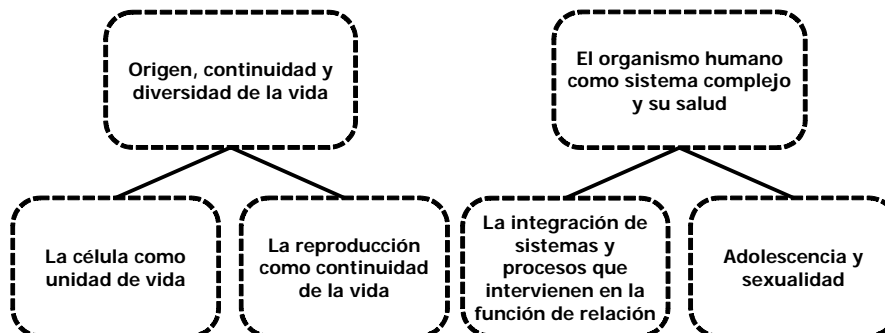 Origen, continuidad y
diversidad de la vida
El organismo humano
como sistema complejo
y su salud
La célula como
unidad de vida
La reproducción
como continuidad
de la vida
La integración de
sistemas y
procesos que
intervienen en la
función de relación
Adolescencia y
sexualidad